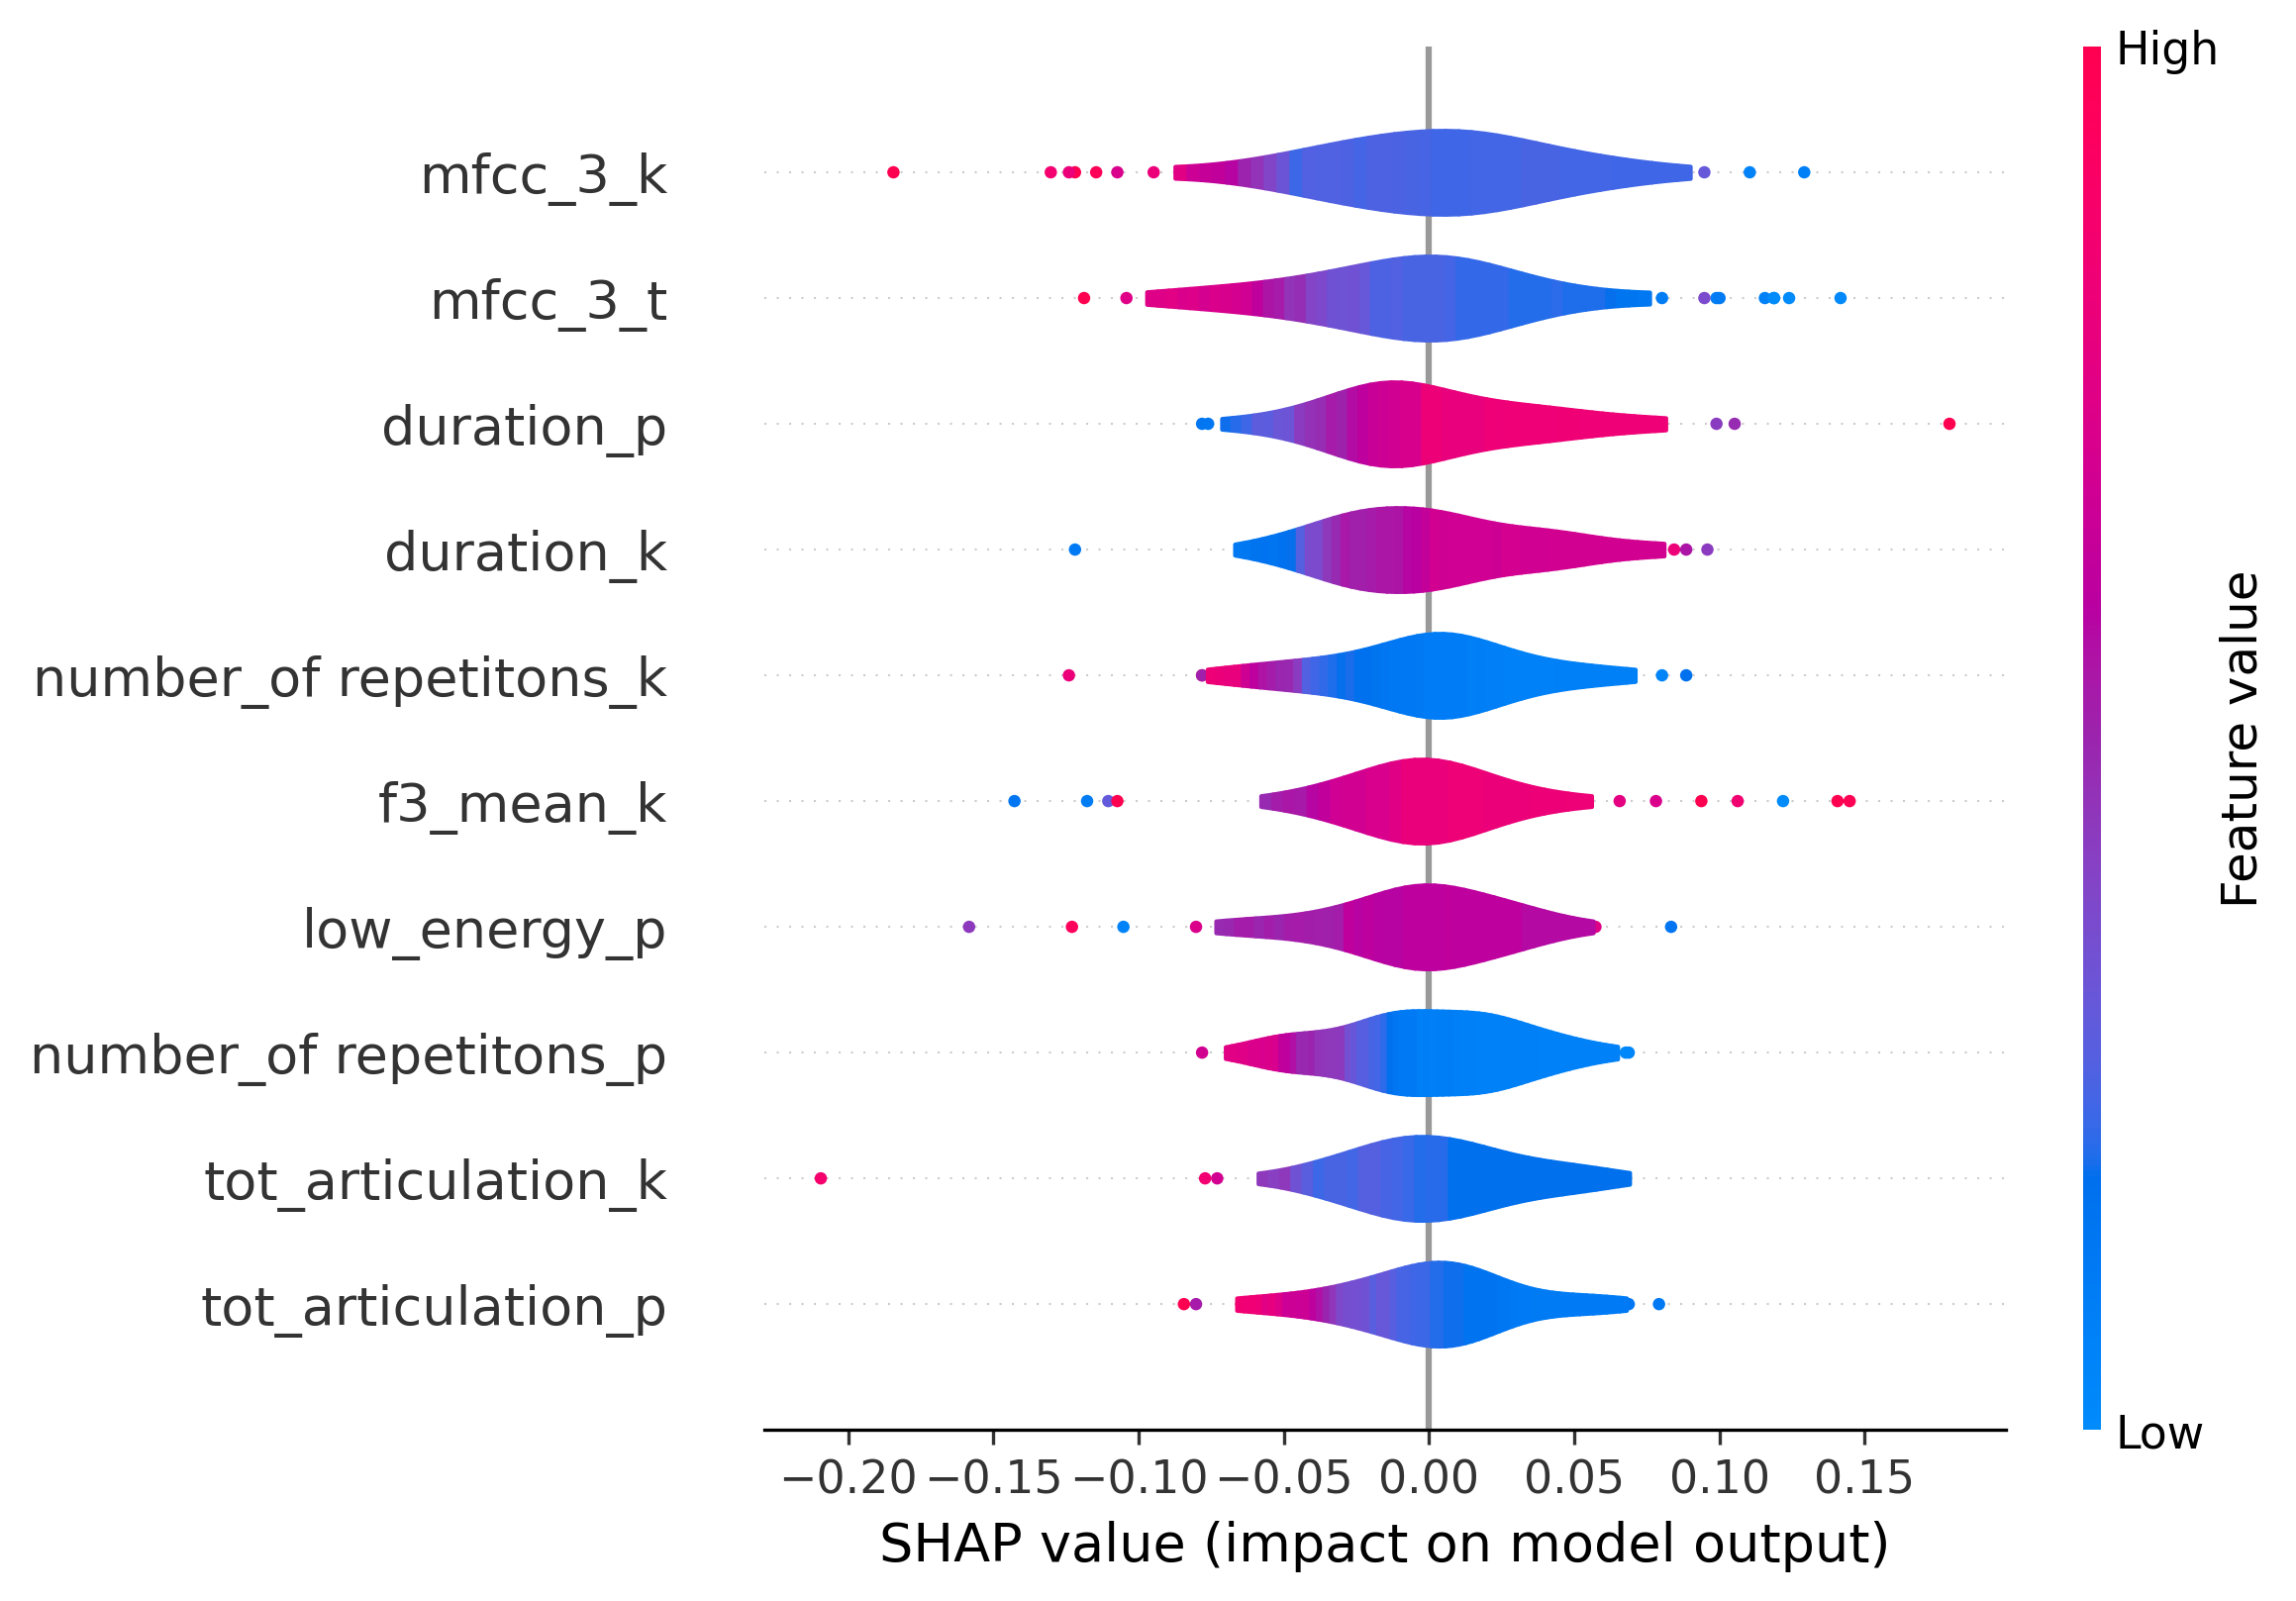 High
mfcc_3_k
mfcc_3_t
duration_p
duration_k
number_of repetitons_k
f3_mean_k
low_energy_p
number_of repetitons_p
tot_articulation_k
tot_articulation_p
Feature value
Low
−0.20 −0.15 −0.10 −0.05 0.00 0.05 0.10 0.15
SHAP value (impact on model output)